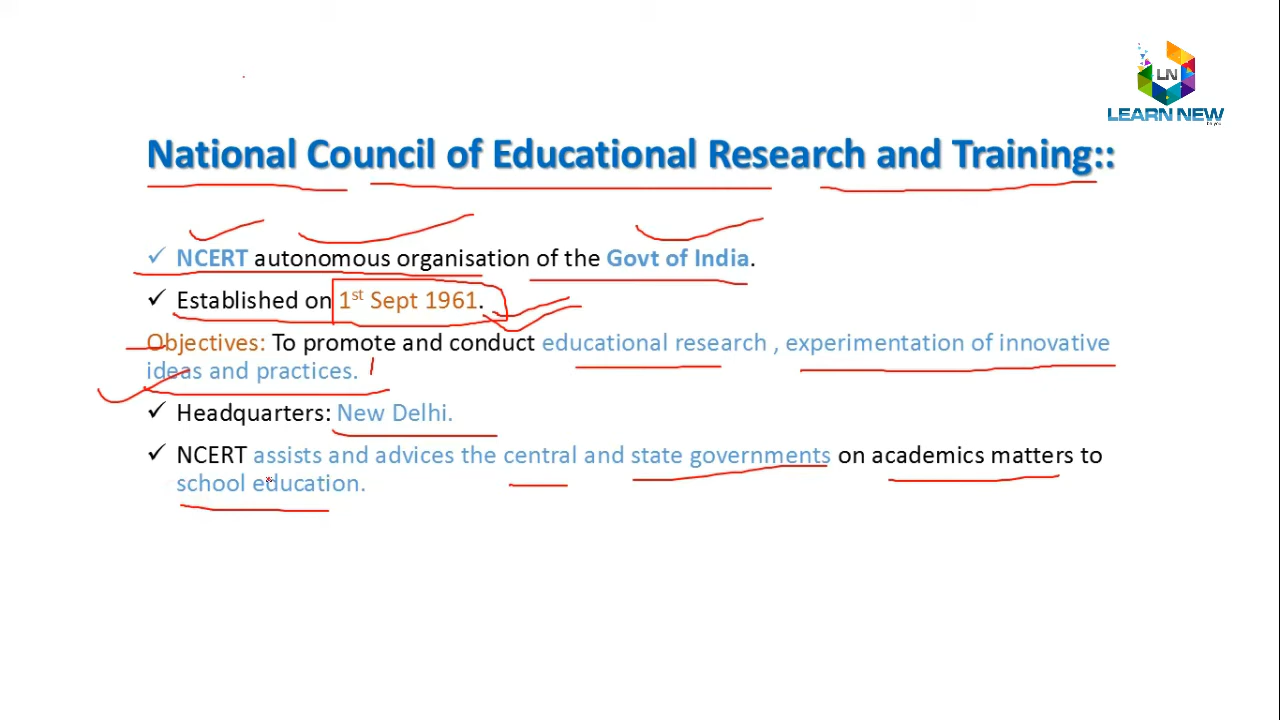 LN
LEARN NEW
National Council of Educational Research and Training::
✓ NCERT autonomous organisation of the Govt of India.
✓ Established on 1st Sept 1961.
Objectives: To promote and conduct educational research , experimentation of innovative
ideas and practices.
✓ Headquarters: New Delhi.
✓ NCERT assists and advices the central and state governments on academics matters to
school education.